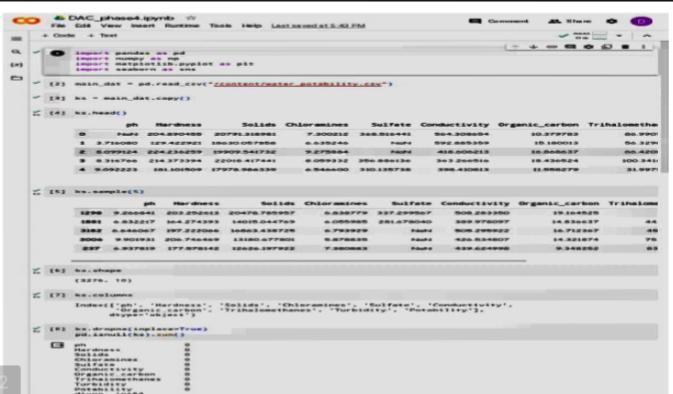 DAC_phase4.ipynb
File Edit View Insert Runtime Tools Help Last saved at 5:43 PM
Comment Share
+ Code + Text
import pandas as pd
import numpy as np
import matplotlib.pyplot as plt
import seaborn as sns
[2] main_dat = pd.read_csv("/content/water_potability.csv")
[3] ks = main_dat.copy()
[4] ks.head()
ph Hardness Solids Chloramines Sulfate Conductivity Organic_carbon Trihalometha
0 NaN 204.890455 20791.318981 7.300212 368.516441 564.308654 10.379783 86.990
1 3.716080 129.422921 18630.057858 6.635246 NaN 592.885359 15.180013 56.329
2 8.099124 224.236259 19909.541732 9.275884 NaN 418.606213 16.868637 66.420
3 8.316766 214.373394 22018.417441 8.059332 356.886136 363.266516 18.436524 100.341
4 9.092223 181.101509 17978.986339 6.546600 310.135738 398.410813 11.558279 31.997
[5] ks.sample(5)
ph Hardness Solids Chloramines Sulfate Conductivity Organic_carbon Trihalome
1298 9.266641 203.252613 20478.785957 6.838779 337.299567 508.283350 19.164525
1881 6.832217 164.274393 14015.044769 6.055985 281.678040 389.978097 44
3182 6.646067 197.222066 16863.438725 6.793929 NaN 508.295922 16.712367 45
3006 9.901931 206.746469 13180.677801 5.878835 NaN 426.534807 14.321874 75
237 6.937819 177.878142 12626.197922 7.380863 NaN 439.624998 9.348252 83
[6] ks.shape
(3276, 10)
[7] ks.columns
Index(['ph', 'Hardness', 'Solids', 'Chloramines', 'Sulfate', 'Conductivity',
'Organic_carbon', 'Trihalomethanes', 'Turbidity', 'Potability'],
dtype='object')
[8] ks.dropna(inplace=True)
pd.isnull(ks).sum()
ph 0
Hardness 0
Solids 0
Chloramines 0
Sulfate 0
Conductivity 0
Organic_carbon 0
Trihalomethanes 0
Turbidity 0
Potability 0
dtype: int64